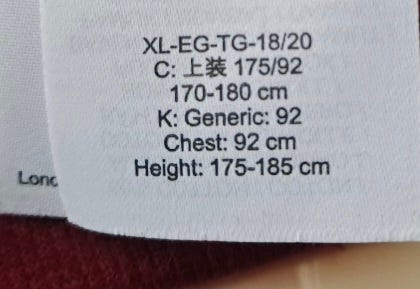 XL-EG-TG-18/20
C: 上装 175/92
170-180 cm
K: Generic: 92
Chest: 92 cm
Height: 175-185 cm